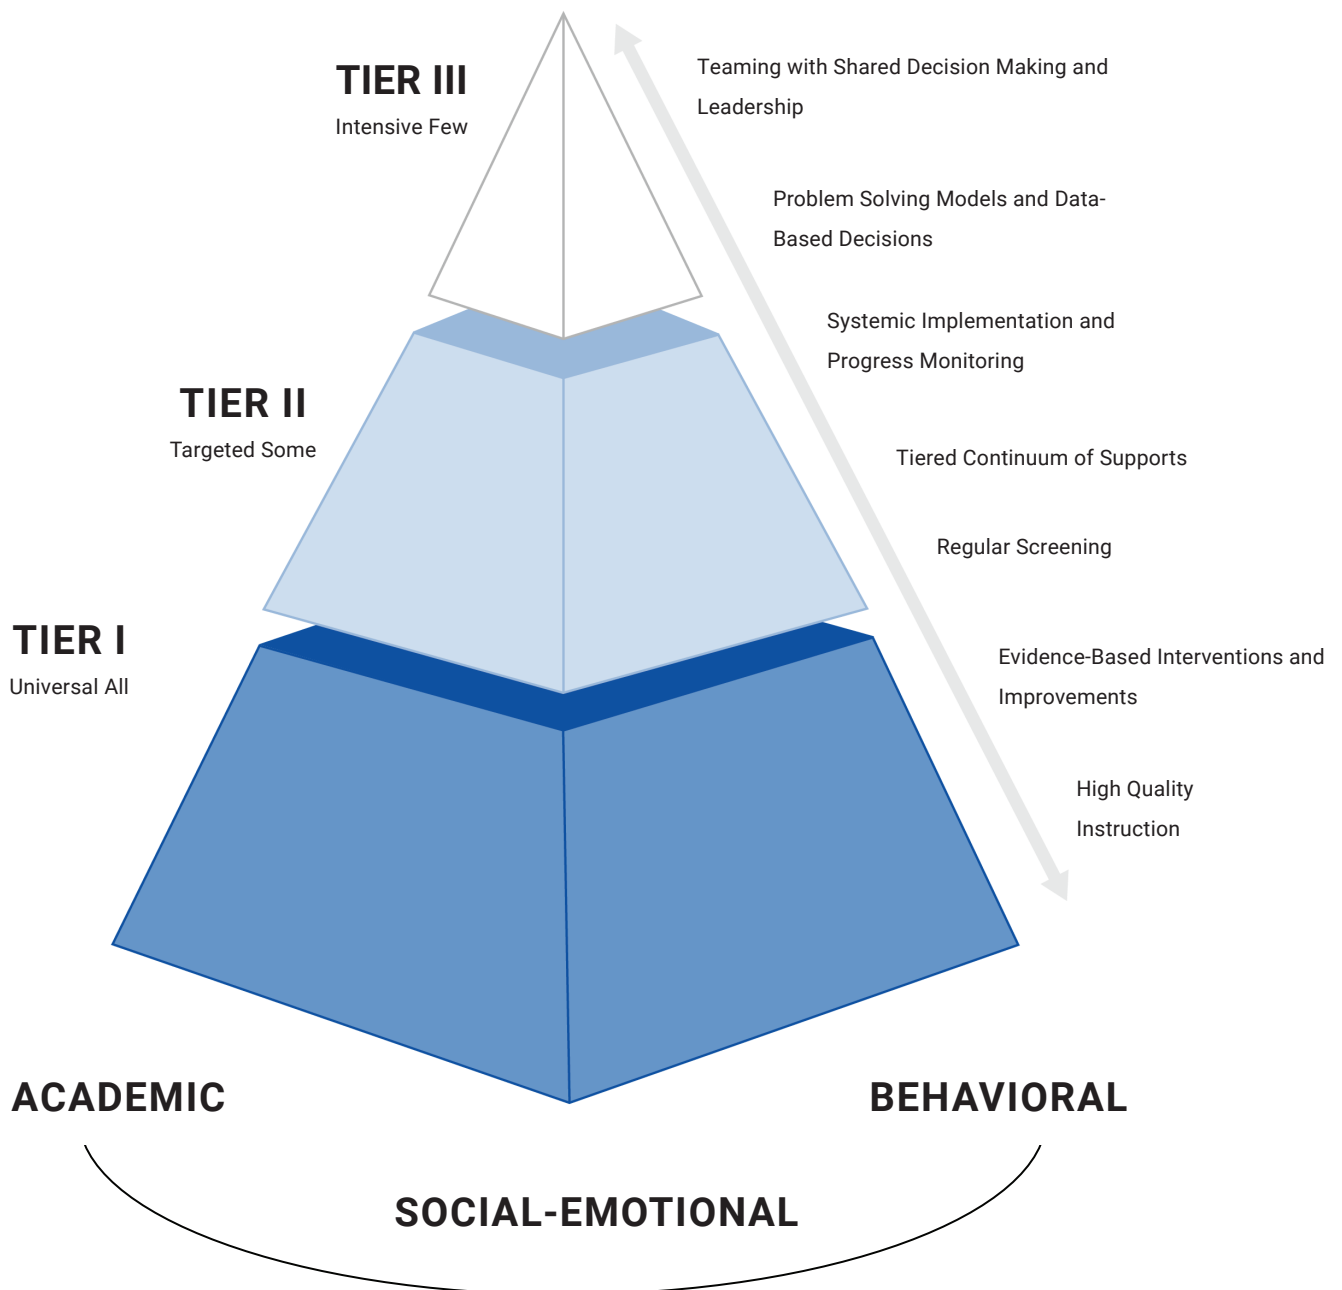 TIER III
Intensive Few
Teaming with Shared Decision Making and
Leadership
Problem Solving Models and Data-
Based Decisions
Systemic Implementation and
Progress Monitoring
TIER II
Targeted Some
Tiered Continuum of Supports
Regular Screening
TIER I
Universal All
Evidence-Based Interventions and
Improvements
High Quality
Instruction
ACADEMIC
BEHAVIORAL
SOCIAL-EMOTIONAL